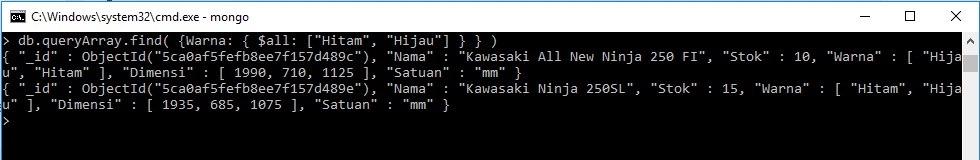 C:\Windows\system32\cmd.exe - mongo
> db.queryArray.find( {Warna: { $all: ["Hitam", "Hijau"] } } )
{ "_id" : ObjectId("5ca0af5fefb8ee7f157d489c"), "Nama" : "Kawasaki All New Ninja 250 FI", "Stok" : 10, "Warna" : [ "Hija
u", "Hitam" ], "Dimensi" : [ 1990, 710, 1125 ], "Satuan" : "mm" }
{ "_id" : ObjectId("5ca0af5fefb8ee7f157d489e"), "Nama" : "Kawasaki Ninja 250SL", "Stok" : 15, "Warna" : [ "Hitam", "Hija
u" ], "Dimensi" : [ 1935, 685, 1075 ], "Satuan" : "mm" }
>